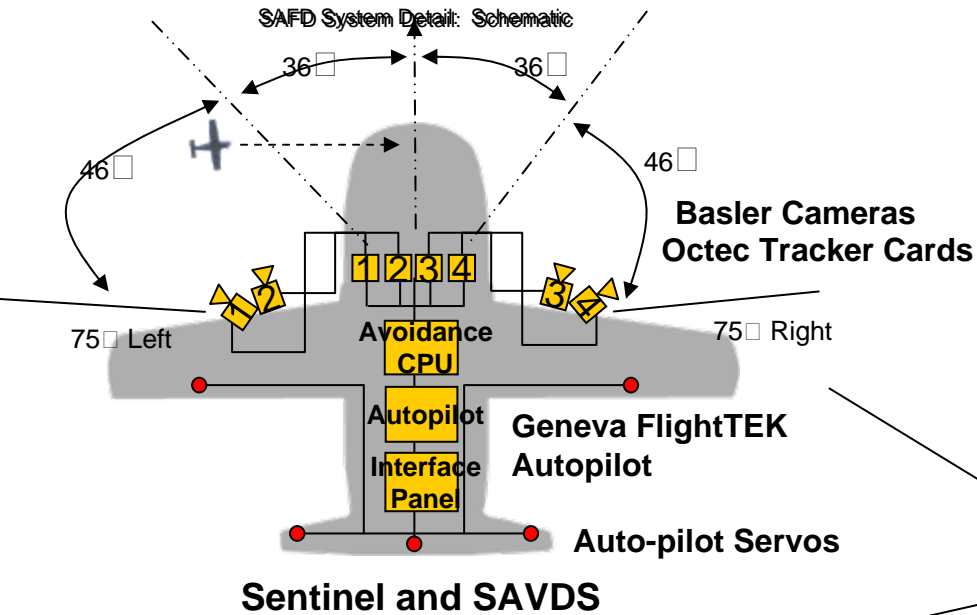 SAFD System Detail: Schematic
36□ 36□
46□ 46□
Basler Cameras
Octec Tracker Cards
1 2 3 4
1 2 3 4
75□ Left
75□ Right
Avoidance
CPU
Autopilot
Geneva FlightTEK
Autopilot
Interface
Panel
Auto-pilot Servos
Sentinel and SAVDS